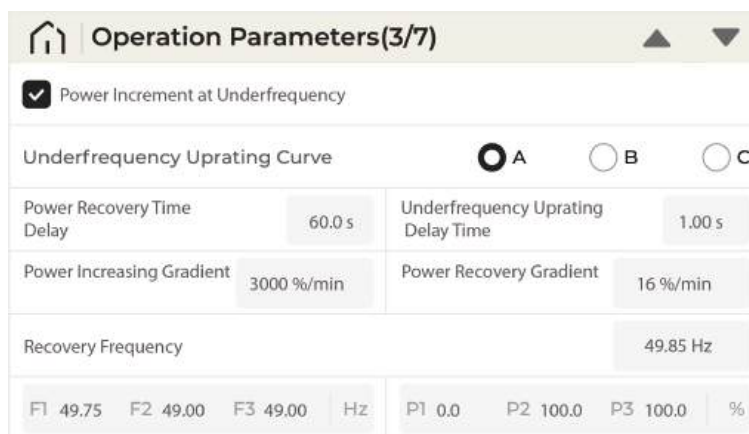 Operation Parameters(3/7)
Power Increment at Underfrequency
Underfrequency Uprating Curve A B C
Power Recovery Time Delay 60.0 s
Underfrequency Uprating Delay Time 1.00 s
Power Increasing Gradient 3000 %/min
Power Recovery Gradient 16 %/min
Recovery Frequency 49.85 Hz
F1 49.75 F2 49.00 F3 49.00 Hz
P1 0.0 P2 100.0 P3 100.0 %